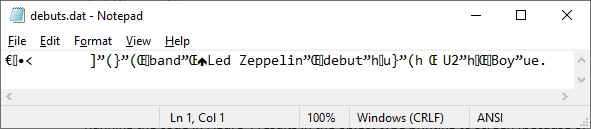 debuts.dat - Notepad
File Edit Format View Help
€▯•<        ]”(}”(Œ▯band”Œ♠Led Zeppelin”Œ▯debut”h▯u}”(h Œ U2”h▯Œ▯Boy”ue.
Ln 1, Col 1 100% Windows (CRLF) ANSI